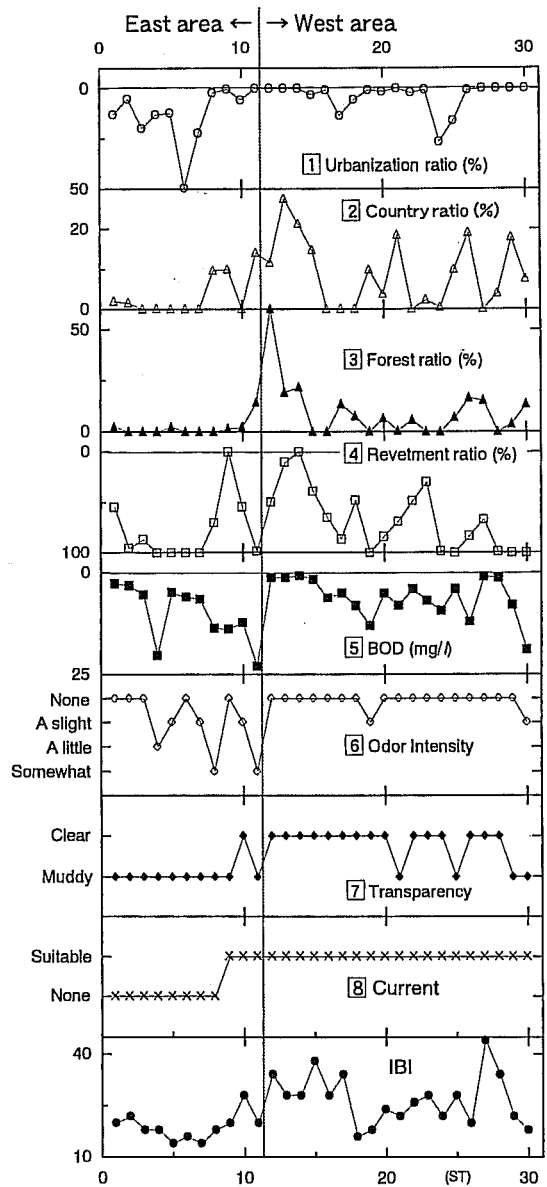 East area ← → West area
0 10 20 30
0
1 Urbanization ratio (%)
50
2 Country ratio (%)
20
0
50
3 Forest ratio (%)
0
0
4 Revetment ratio (%)
100
0
5 BOD (mg/l)
25
None
A slight
A little
Somewhat
6 Odor Intensity
Clear
Muddy
7 Transparency
Suitable
None
8 Current
40
IBI
10
0 10 20 (ST) 30